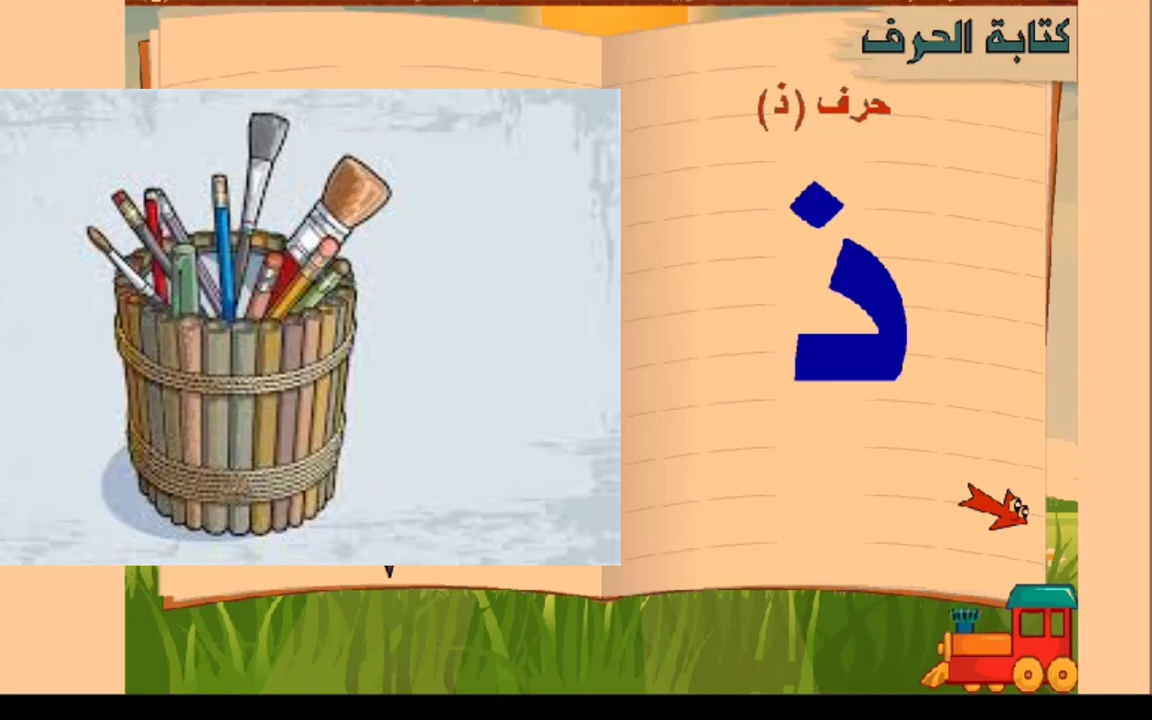 كتابة الحرف
حرف (ذ)
ذ